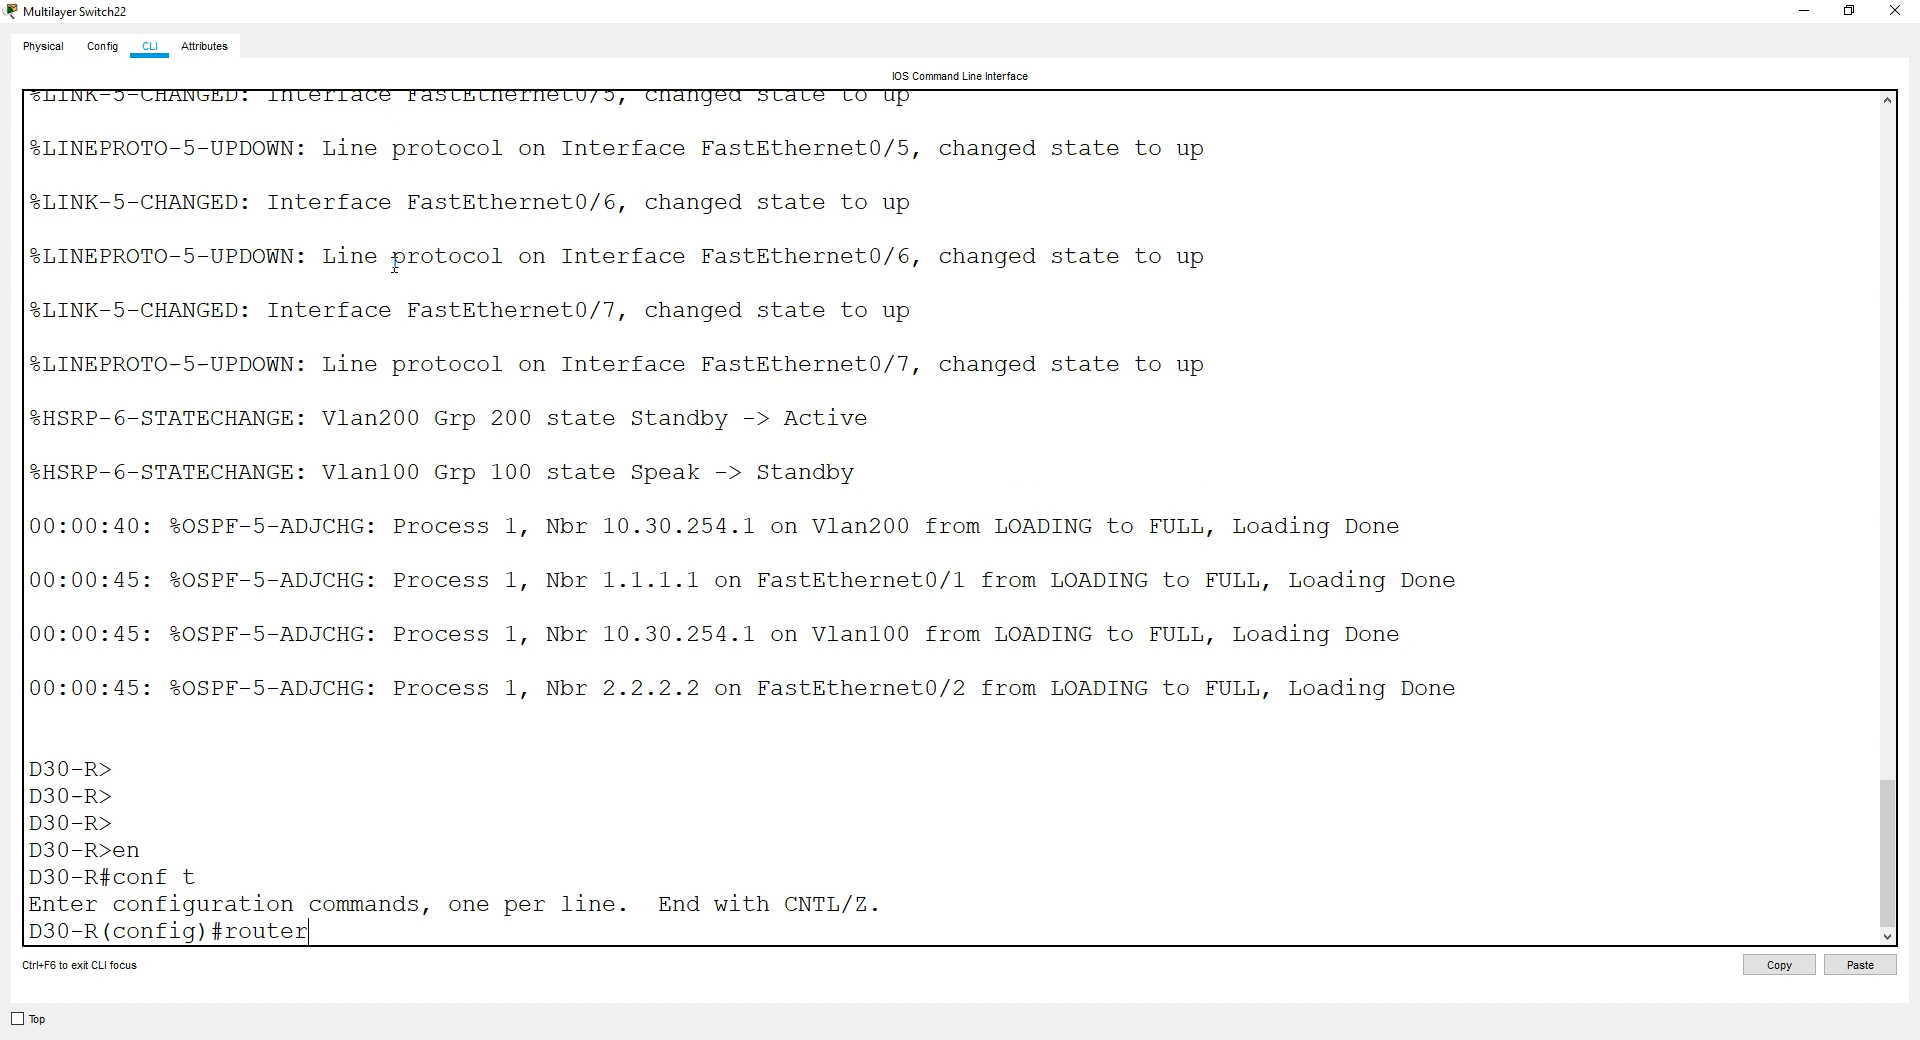 Multilayer Switch22
Physical Config CLI Attributes
IOS Command Line Interface
%LINK-5-CHANGED: Interface FastEthernet0/5, changed state to up
%LINEPROTO-5-UPDOWN: Line protocol on Interface FastEthernet0/5, changed state to up
%LINK-5-CHANGED: Interface FastEthernet0/6, changed state to up
%LINEPROTO-5-UPDOWN: Line protocol on Interface FastEthernet0/6, changed state to up
%LINK-5-CHANGED: Interface FastEthernet0/7, changed state to up
%LINEPROTO-5-UPDOWN: Line protocol on Interface FastEthernet0/7, changed state to up
%HSRP-6-STATECHANGE: Vlan200 Grp 200 state Standby -> Active
%HSRP-6-STATECHANGE: Vlan100 Grp 100 state Speak -> Standby
00:00:40: %OSPF-5-ADJCHG: Process 1, Nbr 10.30.254.1 on Vlan200 from LOADING to FULL, Loading Done
00:00:45: %OSPF-5-ADJCHG: Process 1, Nbr 1.1.1.1 on FastEthernet0/1 from LOADING to FULL, Loading Done
00:00:45: %OSPF-5-ADJCHG: Process 1, Nbr 10.30.254.1 on Vlan100 from LOADING to FULL, Loading Done
00:00:45: %OSPF-5-ADJCHG: Process 1, Nbr 2.2.2.2 on FastEthernet0/2 from LOADING to FULL, Loading Done
D30-R>
D30-R>
D30-R>
D30-R>en
D30-R#conf t
Enter configuration commands, one per line.  End with CNTL/Z.
D30-R(config)#router
Ctrl+F6 to exit CLI focus
Copy Paste
Top